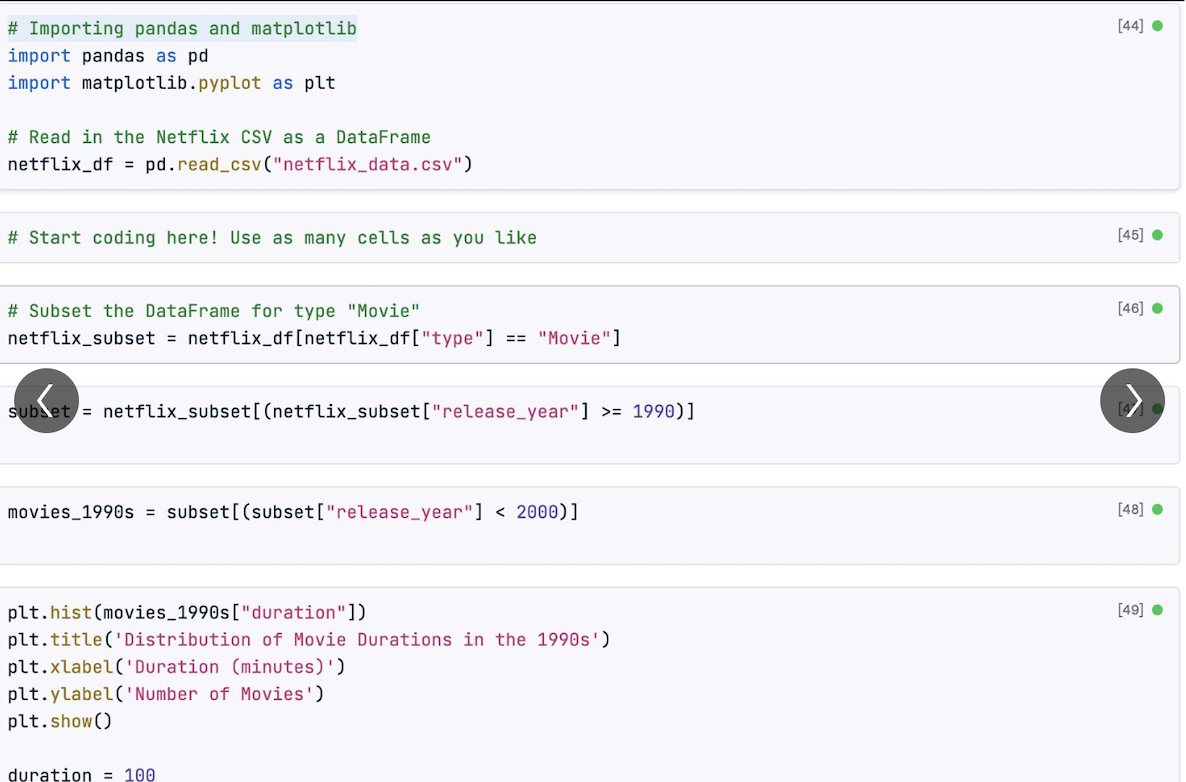 # Importing pandas and matplotlib
[44]
import pandas as pd
import matplotlib.pyplot as plt
# Read in the Netflix CSV as a DataFrame
netflix_df = pd.read_csv("netflix_data.csv")
# Start coding here! Use as many cells as you like
[45]
# Subset the DataFrame for type "Movie"
[46]
netflix_subset = netflix_df[netflix_df["type"] == "Movie"]
subset = netflix_subset[(netflix_subset["release_year"] >= 1990)]
[47]
movies_1990s = subset[(subset["release_year"] < 2000)]
[48]
plt.hist(movies_1990s["duration"])
[49]
plt.title('Distribution of Movie Durations in the 1990s')
plt.xlabel('Duration (minutes)')
plt.ylabel('Number of Movies')
plt.show()
duration = 100